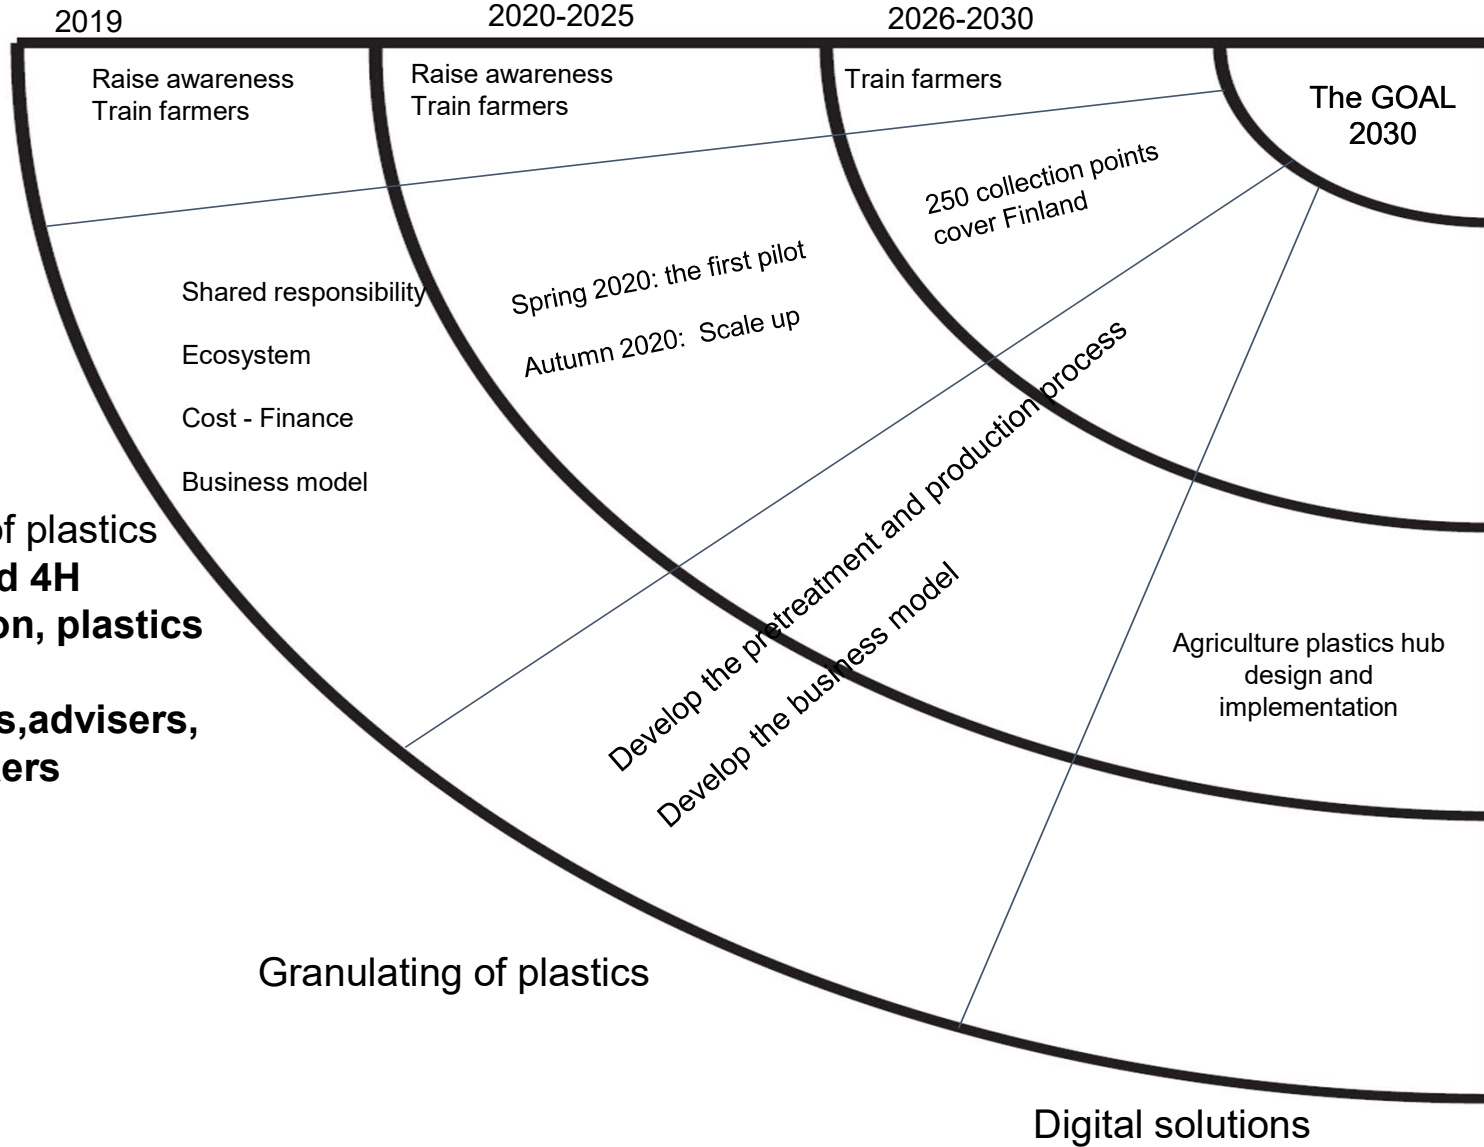 2019
2020-2025
2026-2030
Raise awareness
Train farmers
Raise awareness
Train farmers
Train farmers
The GOAL
2030
250 collection points
cover Finland
Spring 2020: the first pilot
Autumn 2020:  Scale up
Shared responsibility
Ecosystem
Cost - Finance
Business model
Develop the pretreatment and production process
Develop the business model
of plastics
4H
plastics
advisers,
Agriculture plastics hub
design and
implementation
Granulating of plastics
Digital solutions